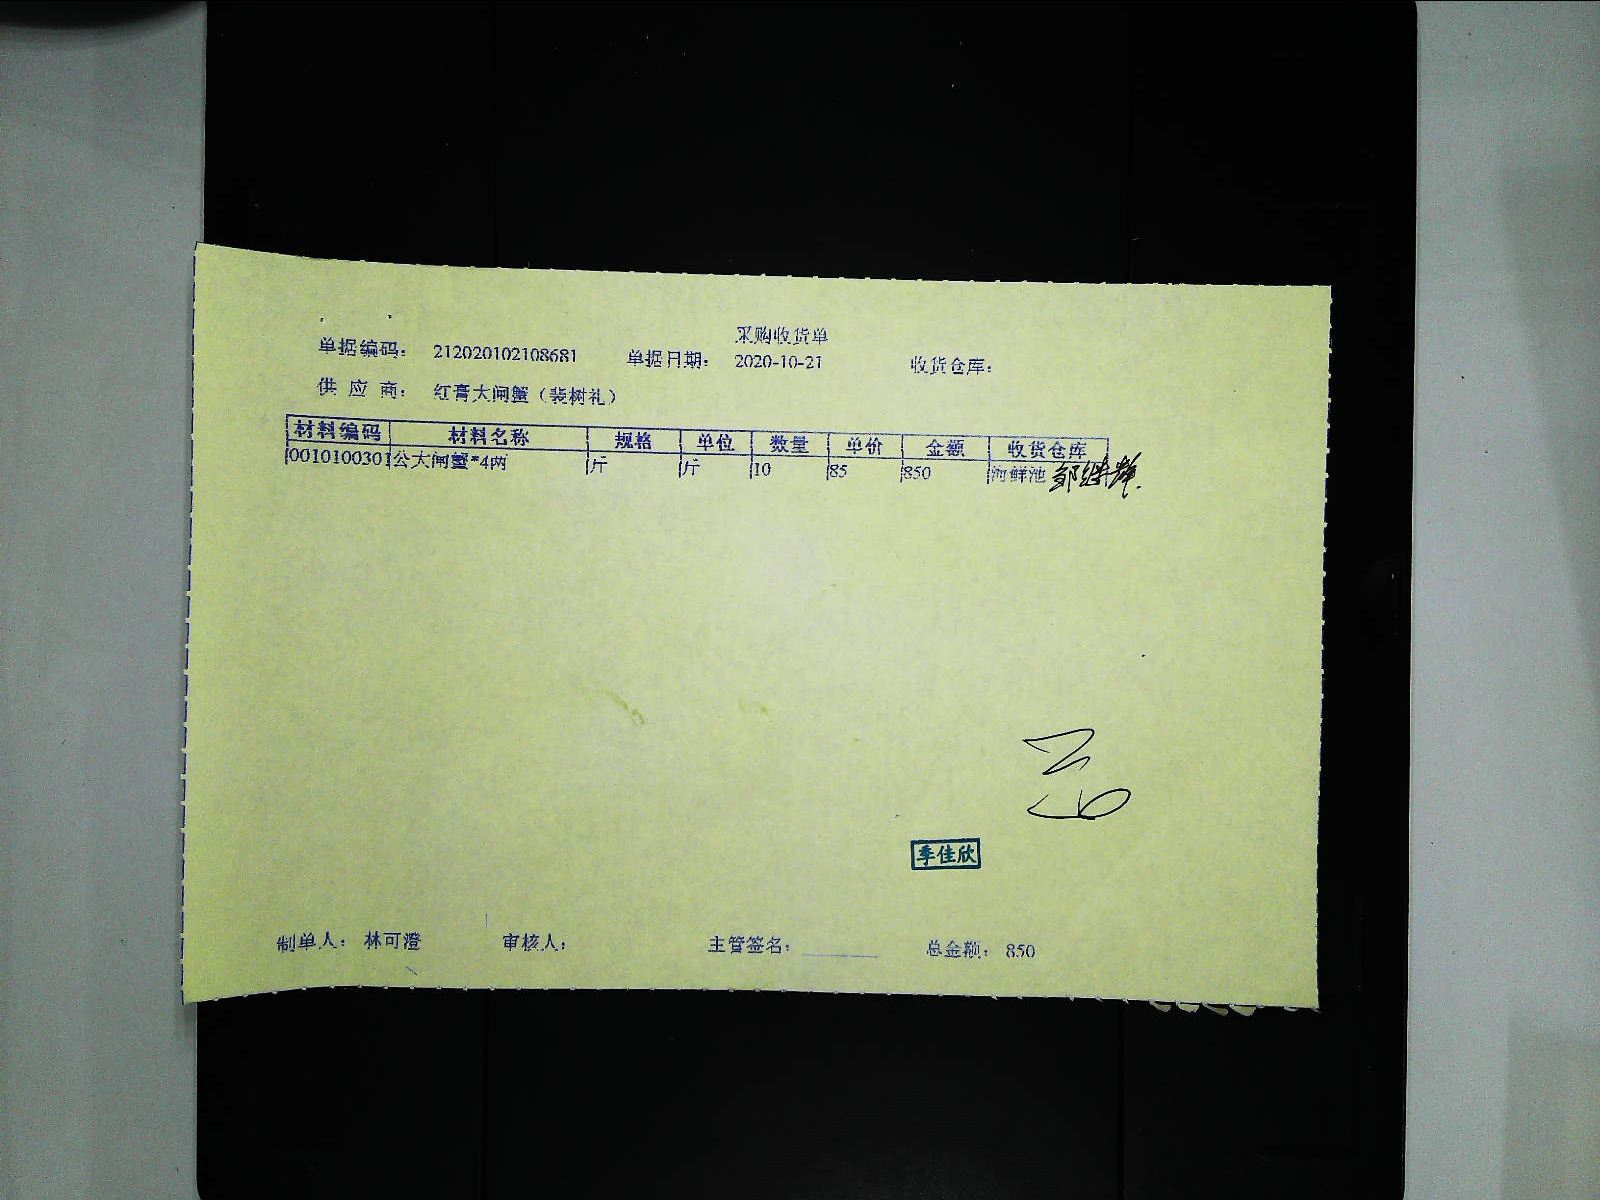 采购收货单
单据编码： 212020102108681 单据日期： 2020-10-21 收货仓库：
供 应 商： 红膏大闸蟹（裴树礼）
材料编码 材料名称 规格 单位 数量 单价 金额 收货仓库
0010100301 公大闸蟹*4两 斤 斤 10 85 850 海鲜池
季佳欣
制单人： 林可澄 审核人： 主管签名： 总金额： 850